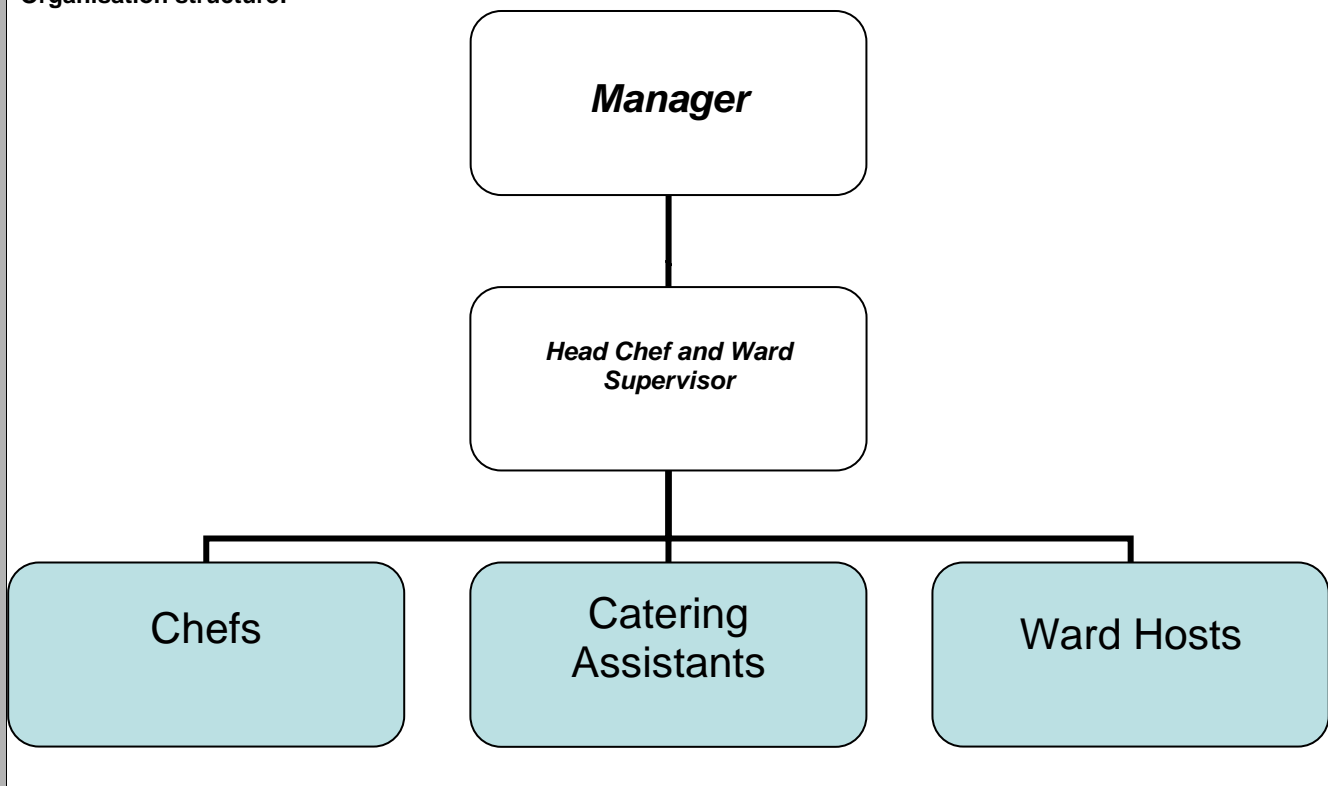 Organisation structure:
Manager
Head Chef and Ward
Supervisor
Chefs
Catering
Assistants
Ward Hosts